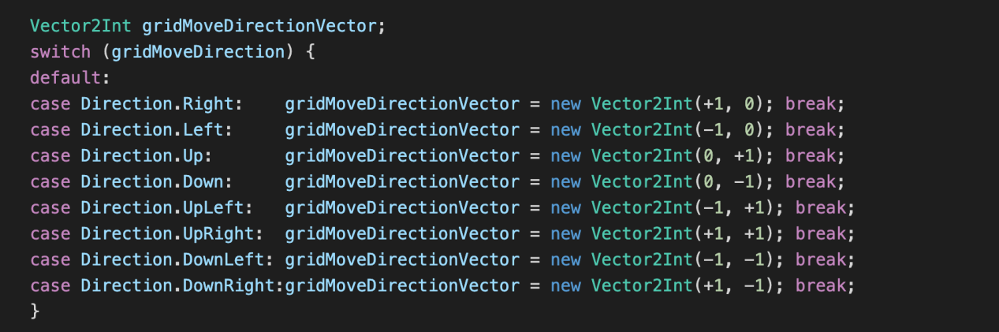 Vector2Int gridMoveDirectionVector;
switch (gridMoveDirection) {
default:
case Direction.Right:    gridMoveDirectionVector = new Vector2Int(+1, 0); break;
case Direction.Left:     gridMoveDirectionVector = new Vector2Int(-1, 0); break;
case Direction.Up:       gridMoveDirectionVector = new Vector2Int(0, +1); break;
case Direction.Down:     gridMoveDirectionVector = new Vector2Int(0, -1); break;
case Direction.UpLeft:   gridMoveDirectionVector = new Vector2Int(-1, +1); break;
case Direction.UpRight:  gridMoveDirectionVector = new Vector2Int(+1, +1); break;
case Direction.DownLeft: gridMoveDirectionVector = new Vector2Int(-1, -1); break;
case Direction.DownRight:gridMoveDirectionVector = new Vector2Int(+1, -1); break;
}